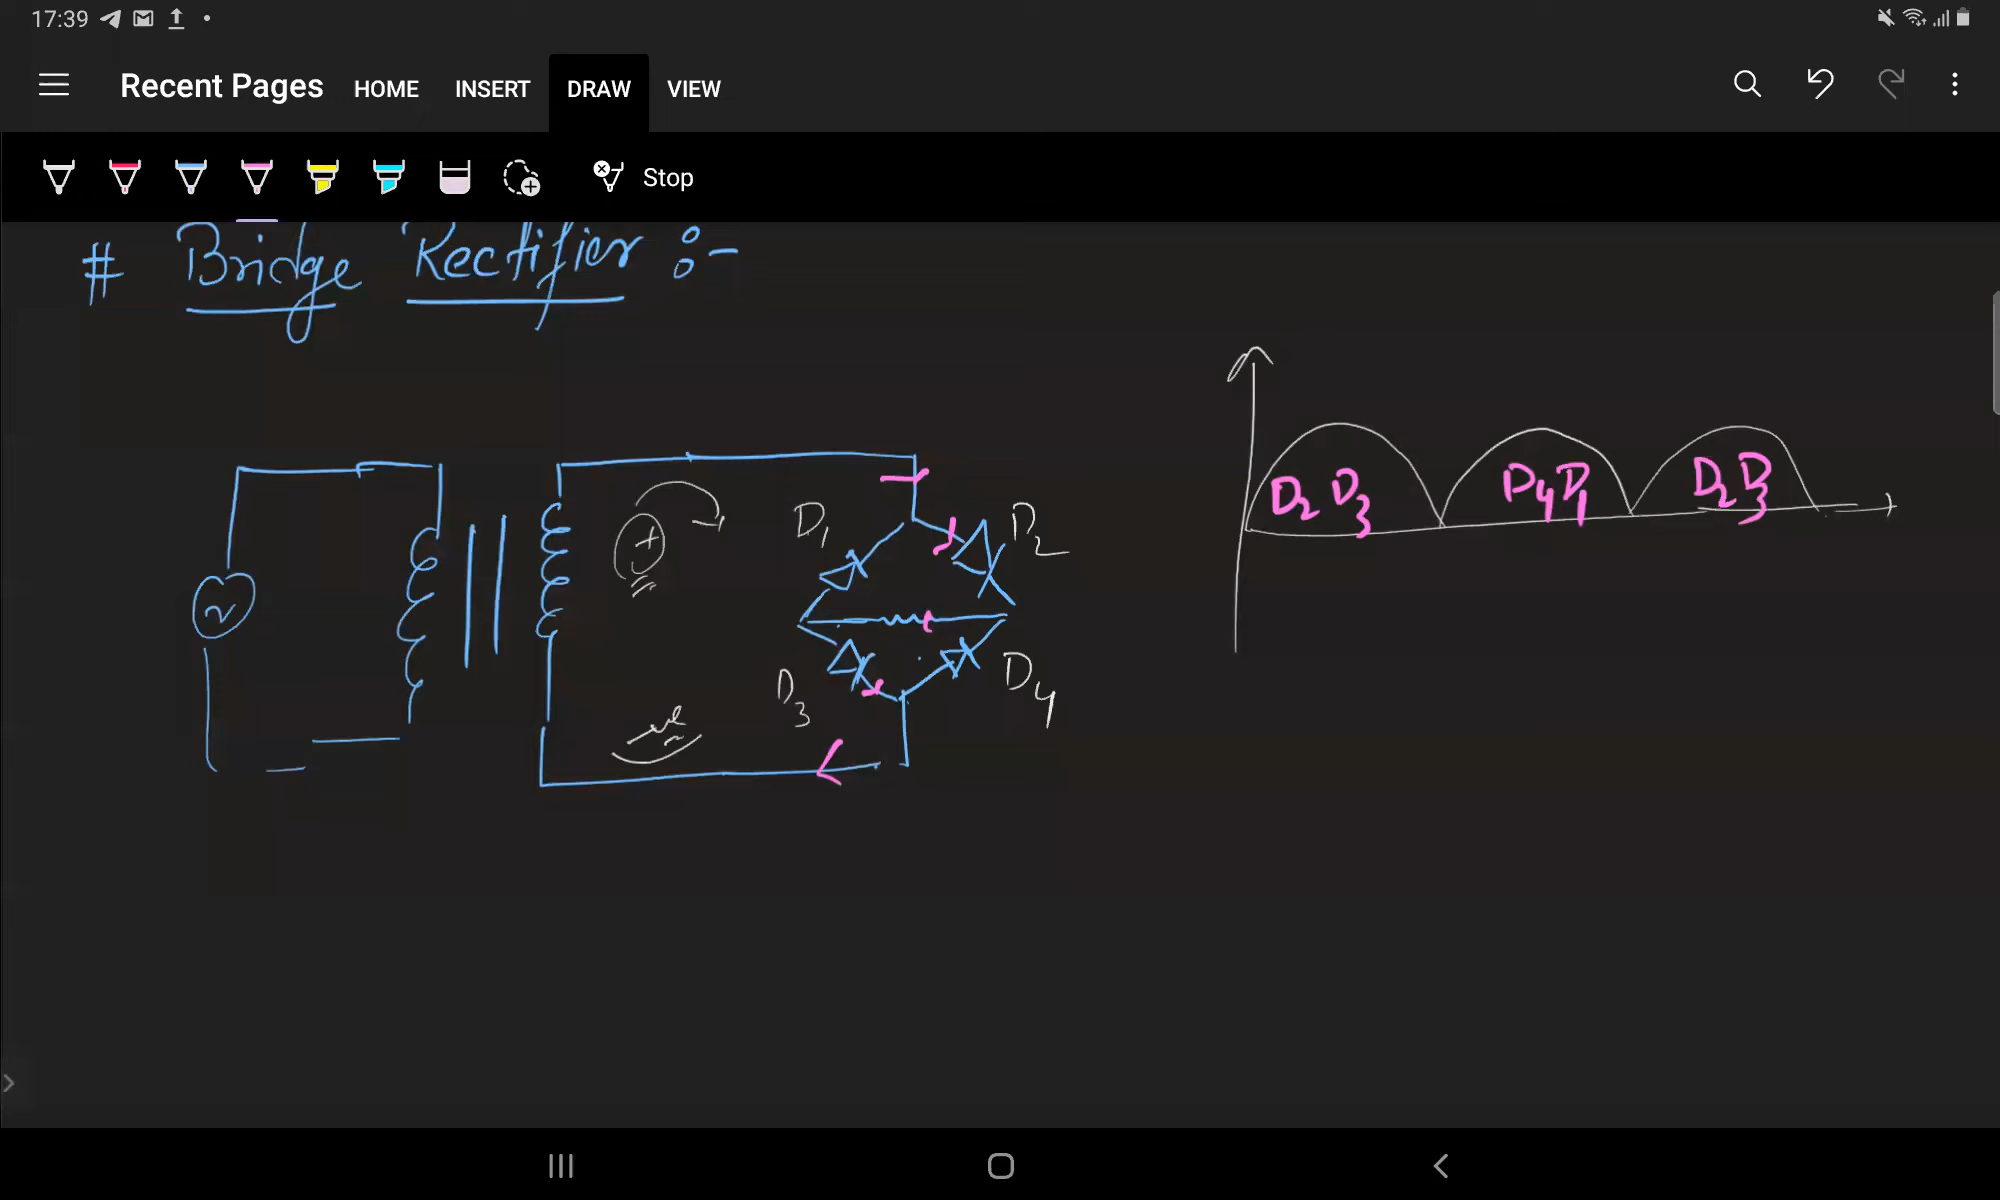 17:39
Recent Pages HOME INSERT DRAW VIEW
Stop
# Bridge Rectifier :-
D1
D2
D3
D4
+
-ve
~
D2 D3
D4 D1
D2 D3